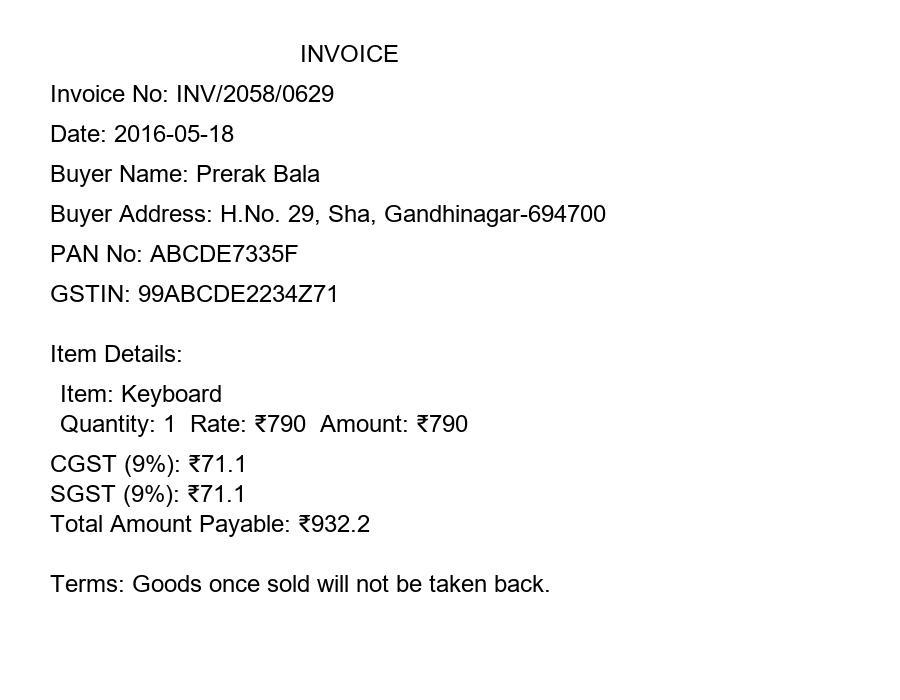 INVOICE
Invoice No: INV/2058/0629
Date: 2016-05-18
Buyer Name: Prerak Bala
Buyer Address: H.No. 29, Sha, Gandhinagar-694700
PAN No: ABCDE7335F
GSTIN: 99ABCDE2234Z71
Item Details:
Item: Keyboard
Quantity: 1  Rate: ₹790  Amount: ₹790
CGST (9%): ₹71.1
SGST (9%): ₹71.1
Total Amount Payable: ₹932.2
Terms: Goods once sold will not be taken back.